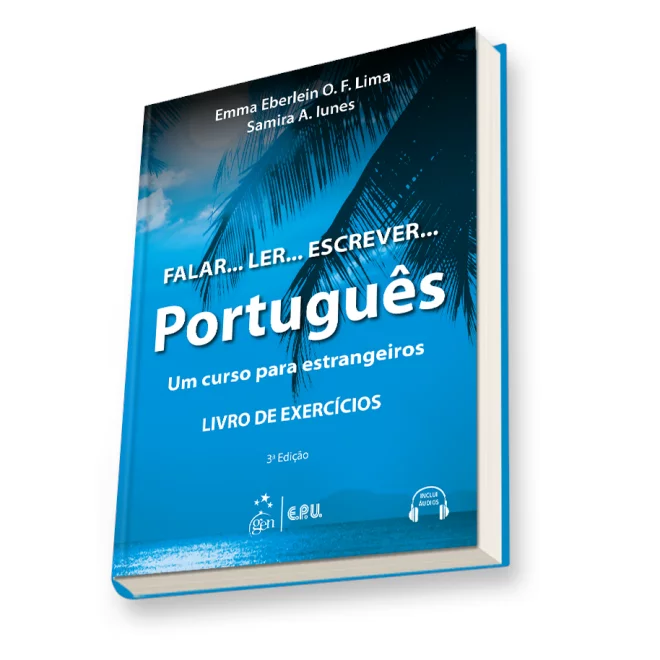 Emma Eberlein O. F. Lima
Samira A. Iunes
FALAR... LER... ESCREVER...
Português
Um curso para estrangeiros
LIVRO DE EXERCÍCIOS
3ª Edição
gen
E.P.U.
INCLUI
ÁUDIOS